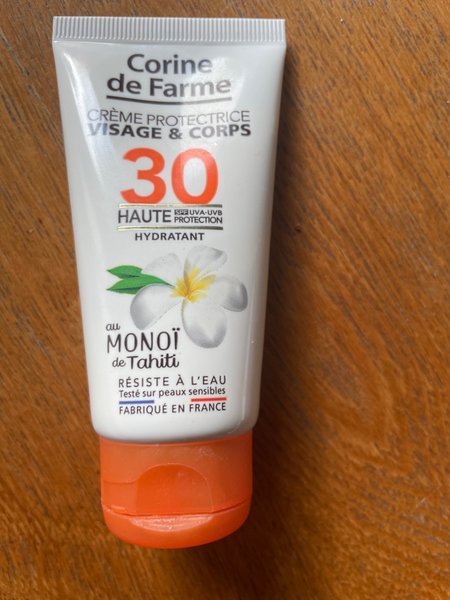 Corine
de Farme
CRÈME PROTECTRICE
VISAGE & CORPS
30
HAUTE SPF UVA-UVB PROTECTION
HYDRATANT
au
MONOÏ
de Tahiti
RÉSISTE À L'EAU
Testé sur peaux sensibles
FABRIQUÉ EN FRANCE